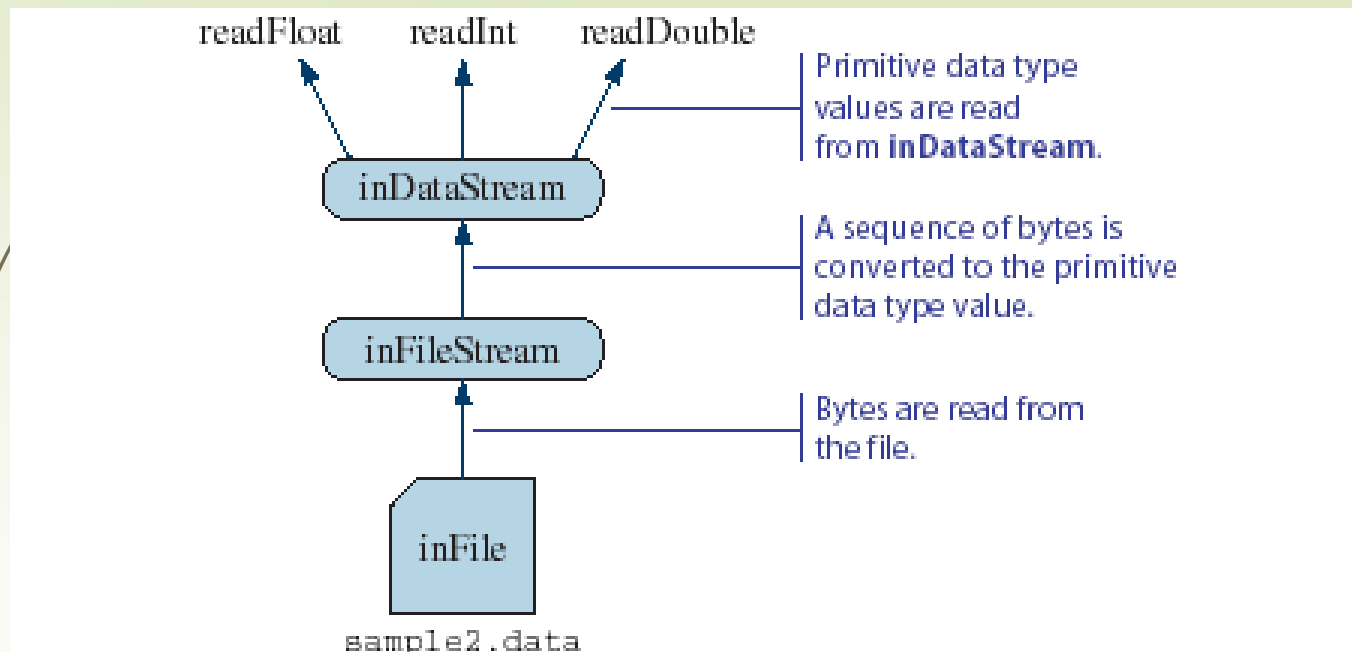 readFloat readInt readDouble
Primitive data type
values are read
from inDataStream.
inDataStream
A sequence of bytes is
converted to the primitive
data type value.
inFileStream
Bytes are read from
the file.
inFile
sample2.data